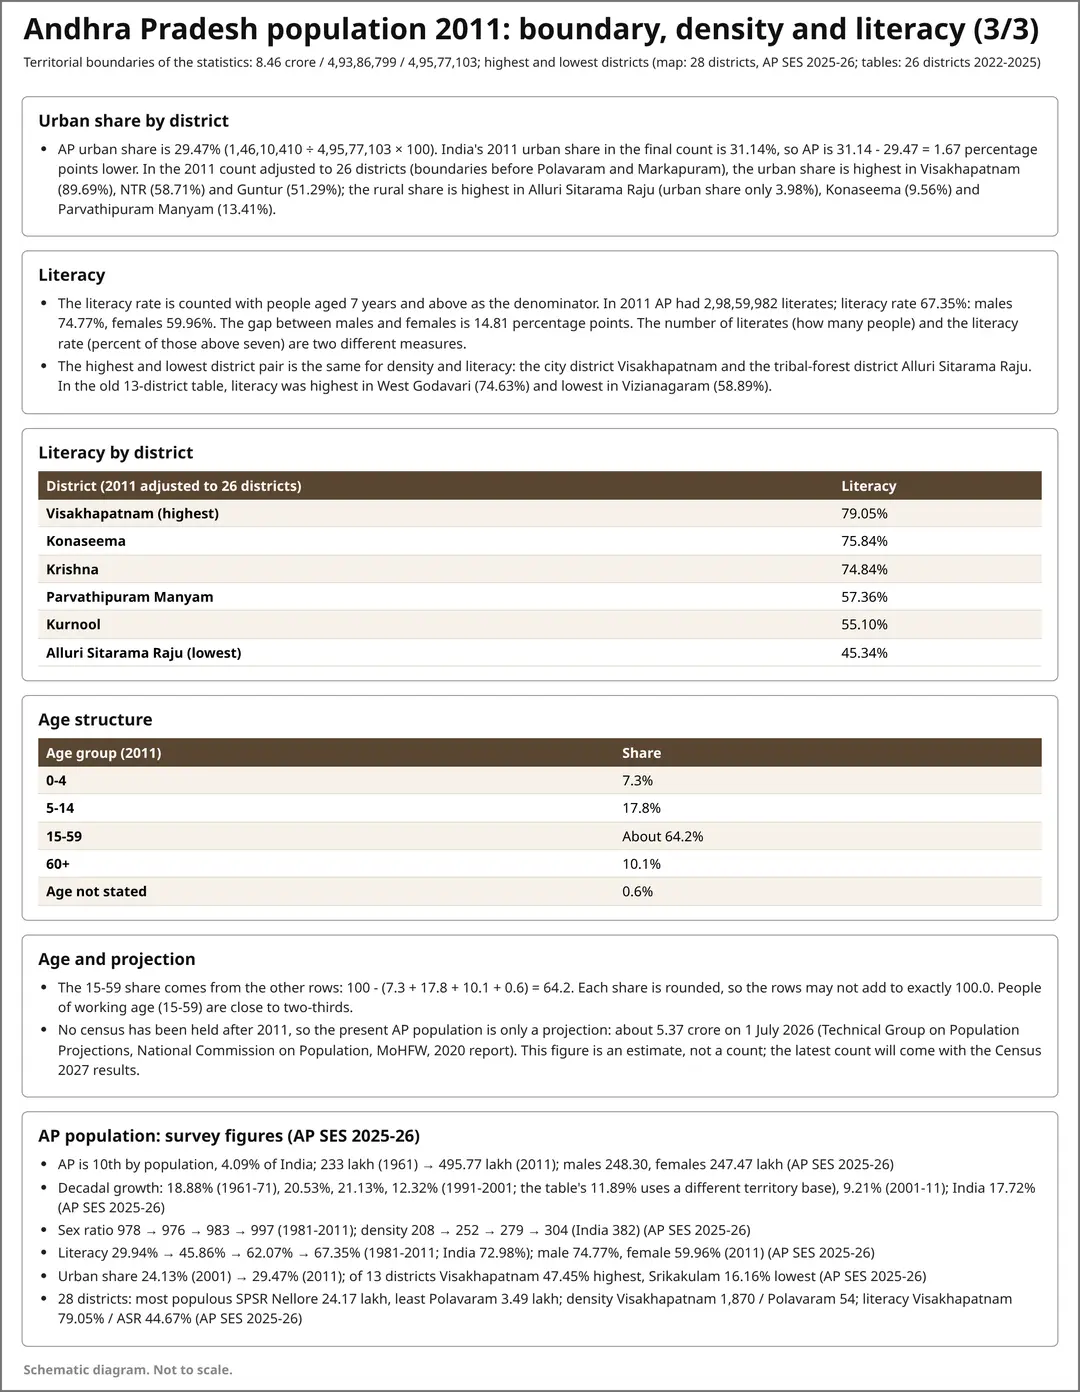 Andhra Pradesh population 2011: boundary, density and literacy (3/3)
Territorial boundaries of the statistics: 8.46 crore / 4,93,86,799 / 4,95,77,103; highest and lowest districts (map: 28 districts, AP SES 2025-26; tables: 26 districts 2022-2025)
Urban share by district
• AP urban share is 29.47% (1,46,10,410 ÷ 4,95,77,103 × 100). India's 2011 urban share in the final count is 31.14%, so AP is 31.14 - 29.47 = 1.67 percentage
points lower. In the 2011 count adjusted to 26 districts (boundaries before Polavaram and Markapuram), the urban share is highest in Visakhapatnam
(89.69%), NTR (58.71%) and Guntur (51.29%); the rural share is highest in Alluri Sitarama Raju (urban share only 3.98%), Konaseema (9.56%) and
Parvathipuram Manyam (13.41%).
Literacy
• The literacy rate is counted with people aged 7 years and above as the denominator. In 2011 AP had 2,98,59,982 literates; literacy rate 67.35%: males
74.77%, females 59.96%. The gap between males and females is 14.81 percentage points. The number of literates (how many people) and the literacy
rate (percent of those above seven) are two different measures.
• The highest and lowest district pair is the same for density and literacy: the city district Visakhapatnam and the tribal-forest district Alluri Sitarama Raju.
In the old 13-district table, literacy was highest in West Godavari (74.63%) and lowest in Vizianagaram (58.89%).
Literacy by district
District (2011 adjusted to 26 districts) Literacy
Visakhapatnam (highest) 79.05%
Konaseema 75.84%
Krishna 74.84%
Parvathipuram Manyam 57.36%
Kurnool 55.10%
Alluri Sitarama Raju (lowest) 45.34%
Age structure
Age group (2011) Share
0-4 7.3%
5-14 17.8%
15-59 About 64.2%
60+ 10.1%
Age not stated 0.6%
Age and projection
• The 15-59 share comes from the other rows: 100 - (7.3 + 17.8 + 10.1 + 0.6) = 64.2. Each share is rounded, so the rows may not add to exactly 100.0. People
of working age (15-59) are close to two-thirds.
• No census has been held after 2011, so the present AP population is only a projection: about 5.37 crore on 1 July 2026 (Technical Group on Population
Projections, National Commission on Population, MoHFW, 2020 report). This figure is an estimate, not a count; the latest count will come with the Census
2027 results.
AP population: survey figures (AP SES 2025-26)
• AP is 10th by population, 4.09% of India; 233 lakh (1961) → 495.77 lakh (2011); males 248.30, females 247.47 lakh (AP SES 2025-26)
• Decadal growth: 18.88% (1961-71), 20.53%, 21.13%, 12.32% (1991-2001; the table's 11.89% uses a different territory base), 9.21% (2001-11); India 17.72%
(AP SES 2025-26)
• Sex ratio 978 → 976 → 983 → 997 (1981-2011); density 208 → 252 → 279 → 304 (India 382) (AP SES 2025-26)
• Literacy 29.94% → 45.86% → 62.07% → 67.35% (1981-2011; India 72.98%); male 74.77%, female 59.96% (2011) (AP SES 2025-26)
• Urban share 24.13% (2001) → 29.47% (2011); of 13 districts Visakhapatnam 47.45% highest, Srikakulam 16.16% lowest (AP SES 2025-26)
• 28 districts: most populous SPSR Nellore 24.17 lakh, least Polavaram 3.49 lakh; density Visakhapatnam 1,870 / Polavaram 54; literacy Visakhapatnam
79.05% / ASR 44.67% (AP SES 2025-26)
Schematic diagram. Not to scale.